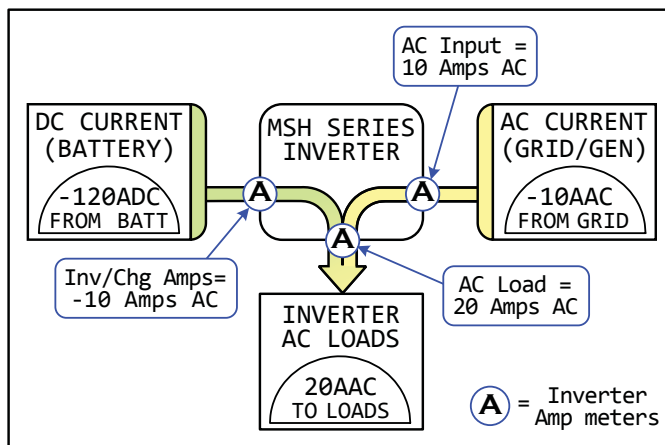 AC Input =
10 Amps AC
DC CURRENT
(BATTERY)
-120ADC
FROM BATT
MSH SERIES
INVERTER
AC CURRENT
(GRID/GEN)
-10AAC
FROM GRID
A
A
A
Inv/Chg Amps=
-10 Amps AC
AC Load =
20 Amps AC
INVERTER
AC LOADS
20AAC
TO LOADS
A = Inverter
Amp meters